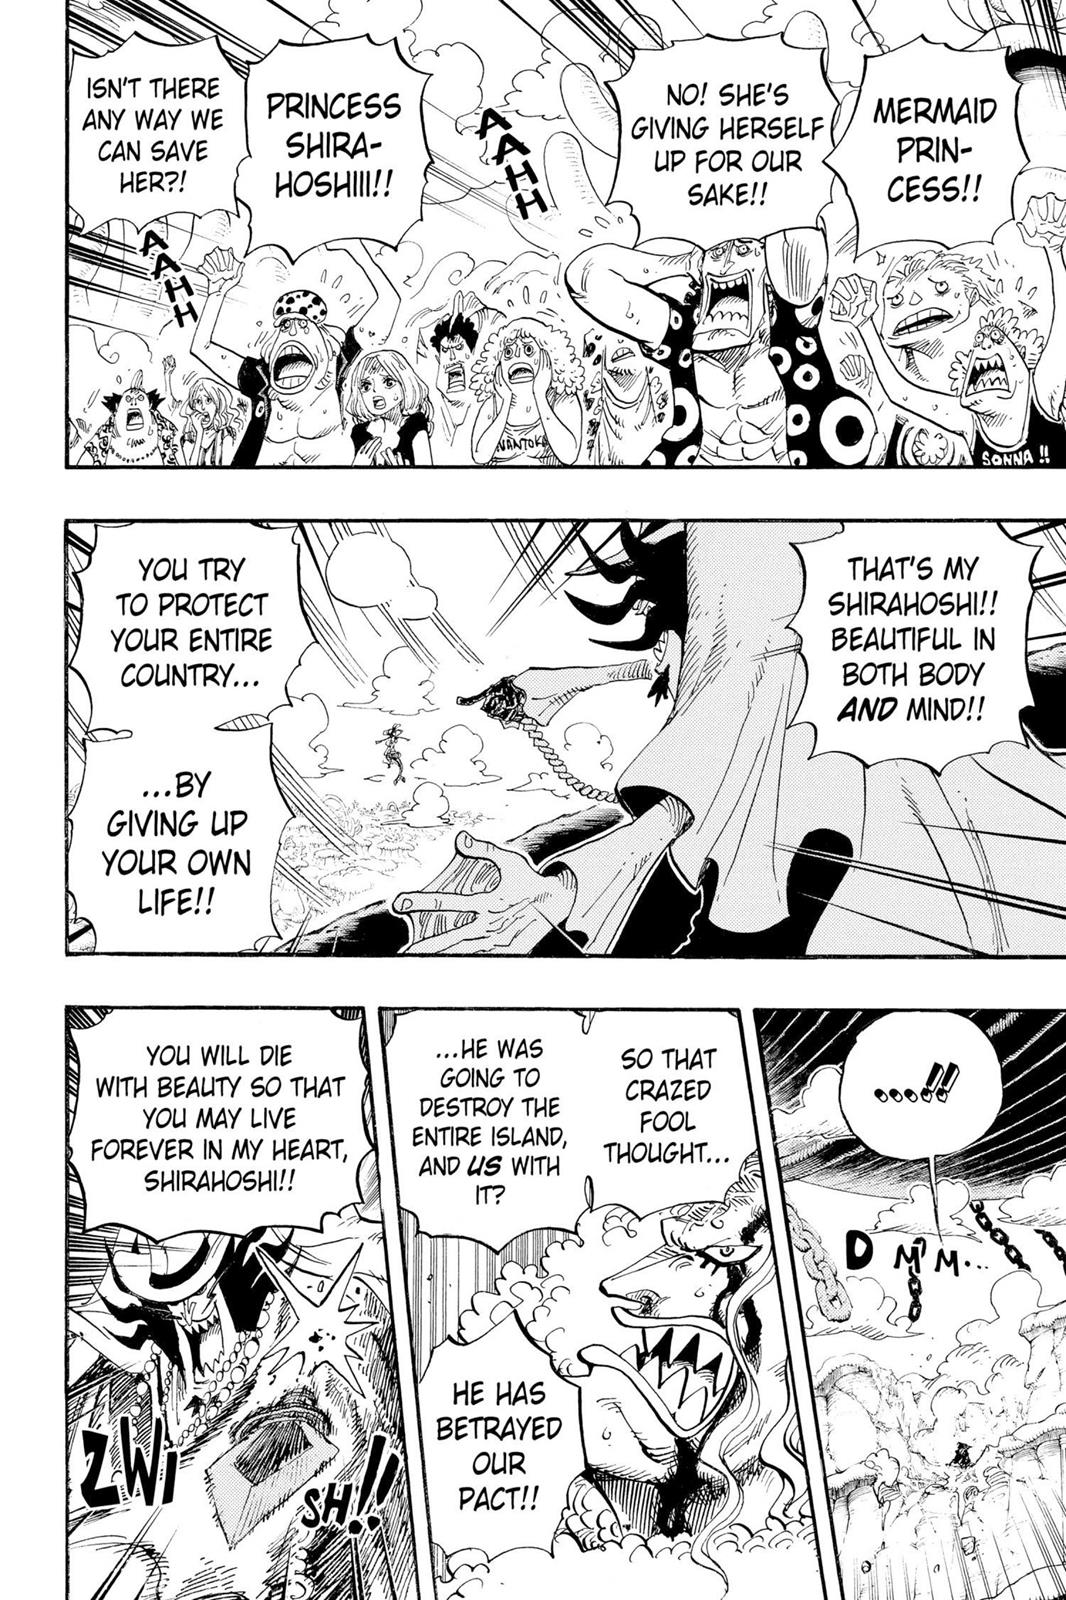 MERMAID
PRIN-
CESS!!
NO! SHE'S
GIVING HERSELF
UP FOR OUR
SAKE!!
AAHH
PRINCESS
SHIRA-
HOSHIII!!
ISN'T THERE
ANY WAY WE
CAN SAVE
HER?!
AAHH
NANTOKA
SONNA!!
THAT'S MY
SHIRAHOSHI!!
BEAUTIFUL IN
BOTH BODY
AND MIND!!
YOU TRY
TO PROTECT
YOUR ENTIRE
COUNTRY...
...BY
GIVING UP
YOUR OWN
LIFE!!
.....!!
DMM...
SO THAT
CRAZED
FOOL
THOUGHT...
...HE WAS
GOING TO
DESTROY THE
ENTIRE ISLAND,
AND US WITH
IT?
HE HAS
BETRAYED
OUR
PACT!!
YOU WILL DIE
WITH BEAUTY SO THAT
YOU MAY LIVE
FOREVER IN MY HEART,
SHIRAHOSHI!!
ZWI
SH!!